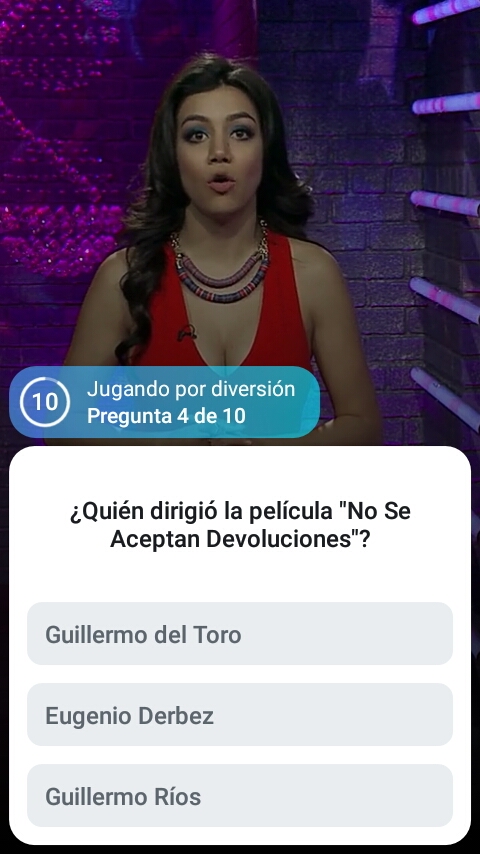 10
Jugando por diversión
Pregunta 4 de 10
¿Quién dirigió la película "No Se
Aceptan Devoluciones"?
Guillermo del Toro
Eugenio Derbez
Guillermo Ríos